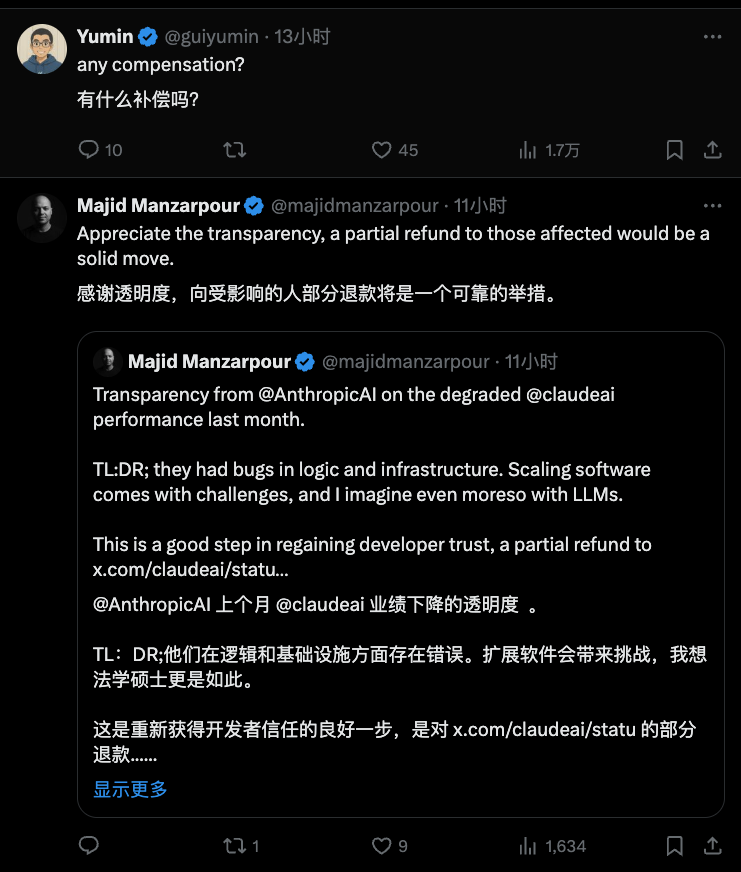 Yumin @guiyumin · 13小时
any compensation?
有什么补偿吗?
10 45 1.7万
Majid Manzarpour @majidmanzarpour · 11小时
Appreciate the transparency, a partial refund to those affected would be a
solid move.
感谢透明度，向受影响的人部分退款将是一个可靠的举措。
Majid Manzarpour @majidmanzarpour · 11小时
Transparency from @AnthropicAI on the degraded @claudeai
performance last month.
TL:DR; they had bugs in logic and infrastructure. Scaling software
comes with challenges, and I imagine even moreso with LLMs.
This is a good step in regaining developer trust, a partial refund to
x.com/claudeai/statu...
@AnthropicAI 上个月 @claudeai 业绩下降的透明度 。
TL：DR;他们在逻辑和基础设施方面存在错误。扩展软件会带来挑战，我想
法学硕士更是如此。
这是重新获得开发者信任的良好一步，是对 x.com/claudeai/statu 的部分
退款……
显示更多
1 9 1,634